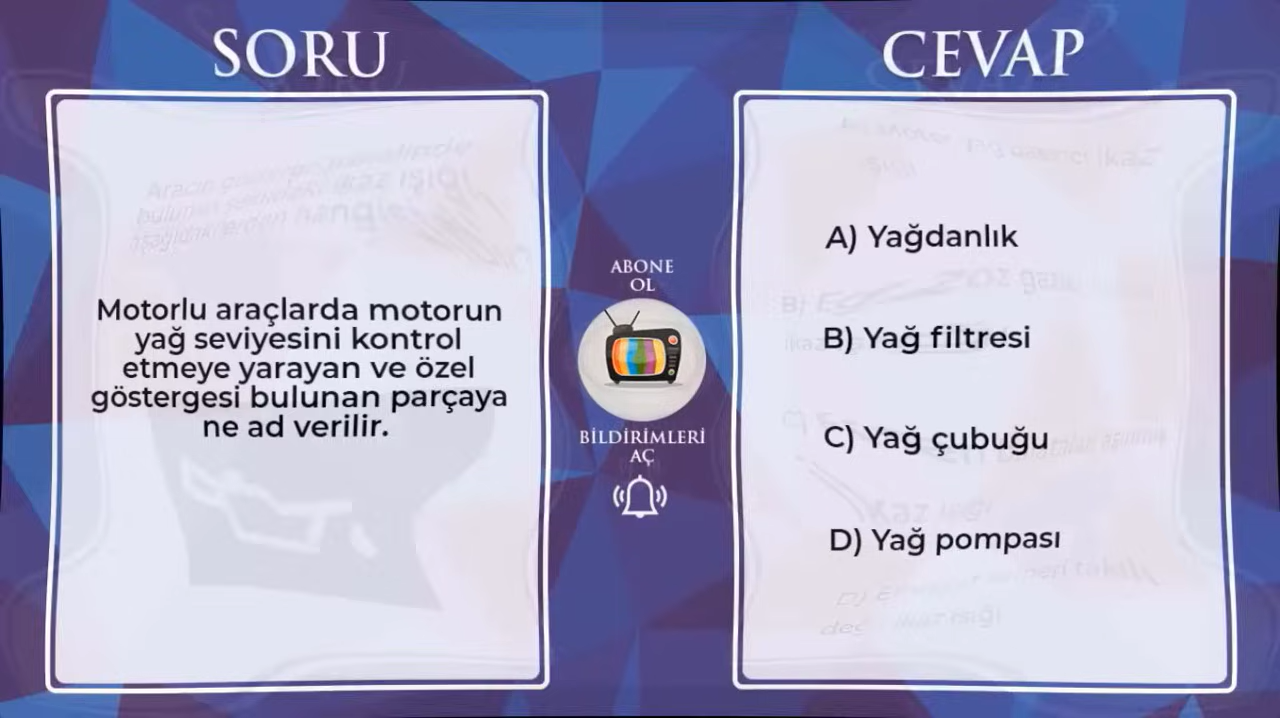 SORU
CEVAP
Motorlu araçlarda motorun
yağ seviyesini kontrol
etmeye yarayan ve özel
göstergesi bulunan parçaya
ne ad verilir.
ABONE
OL
BİLDİRİMLERİ
AÇ
A) Yağdanlık
B) Yağ filtresi
C) Yağ çubuğu
D) Yağ pompası